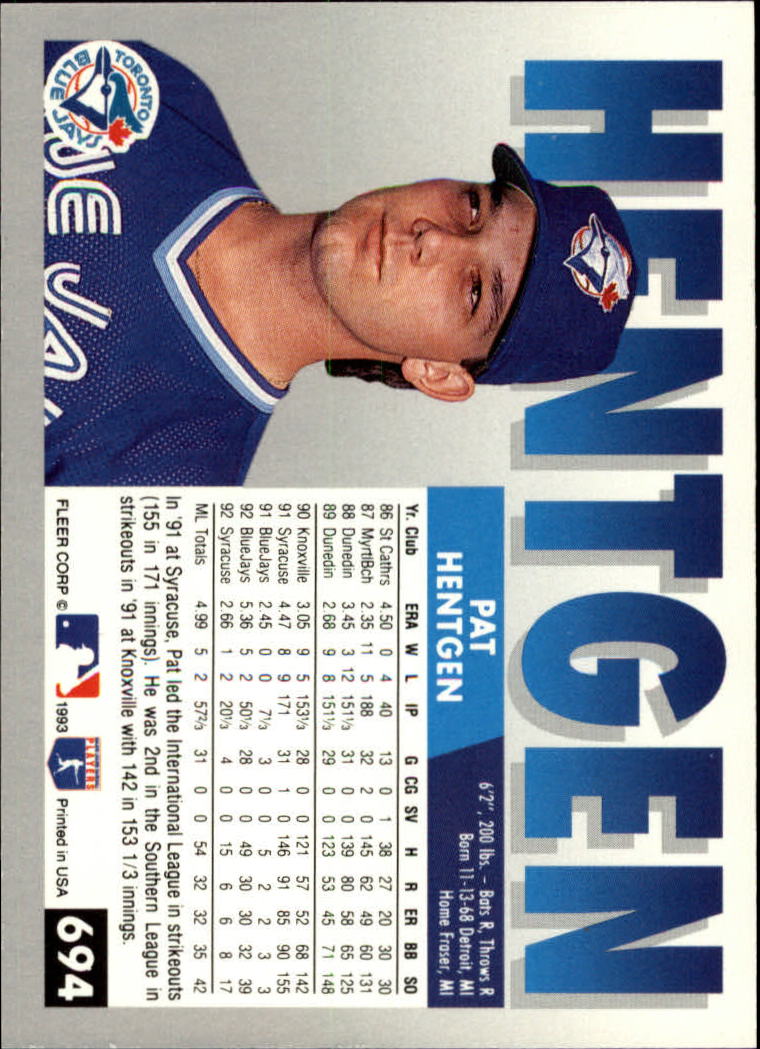 HENTGEN
TORONTO
BLUE JAYS
PAT
HENTGEN
6'2", 200 lbs. – Bats R, Throws R
Born 11-13-68 Detroit, MI
Home Fraser, MI
Yr. Club ERA W L IP G CG SV H R ER BB SO
86 St Cathrs 4.50 0 4 40 13 0 1 38 27 20 30 30
87 MyrtlBch 2.35 11 5 188 32 2 0 145 62 49 60 131
88 Dunedin 3.45 3 12 151⅓ 31 0 0 139 80 58 65 125
89 Dunedin 2.68 9 8 151⅓ 29 0 0 123 53 45 71 148
90 Knoxville 3.05 9 5 153⅓ 28 0 0 121 57 52 68 142
91 Syracuse 4.47 8 9 171 31 1 0 146 91 85 90 155
91 BlueJays 2.45 0 0 7⅓ 3 0 0 5 2 2 3 3
92 BlueJays 5.36 5 2 50⅓ 28 0 0 49 30 30 32 39
92 Syracuse 2.66 1 2 20⅓ 4 0 0 15 6 6 8 17
ML Totals 4.99 5 2 57⅔ 31 0 0 54 32 32 35 42
In '91 at Syracuse, Pat led the International League in strikeouts
(155 in 171 innings). He was 2nd in the Southern League in
strikeouts in '91 at Knoxville with 142 in 153 1/3 innings.
FLEER CORP © 1993 PLAYERS Printed in USA 694